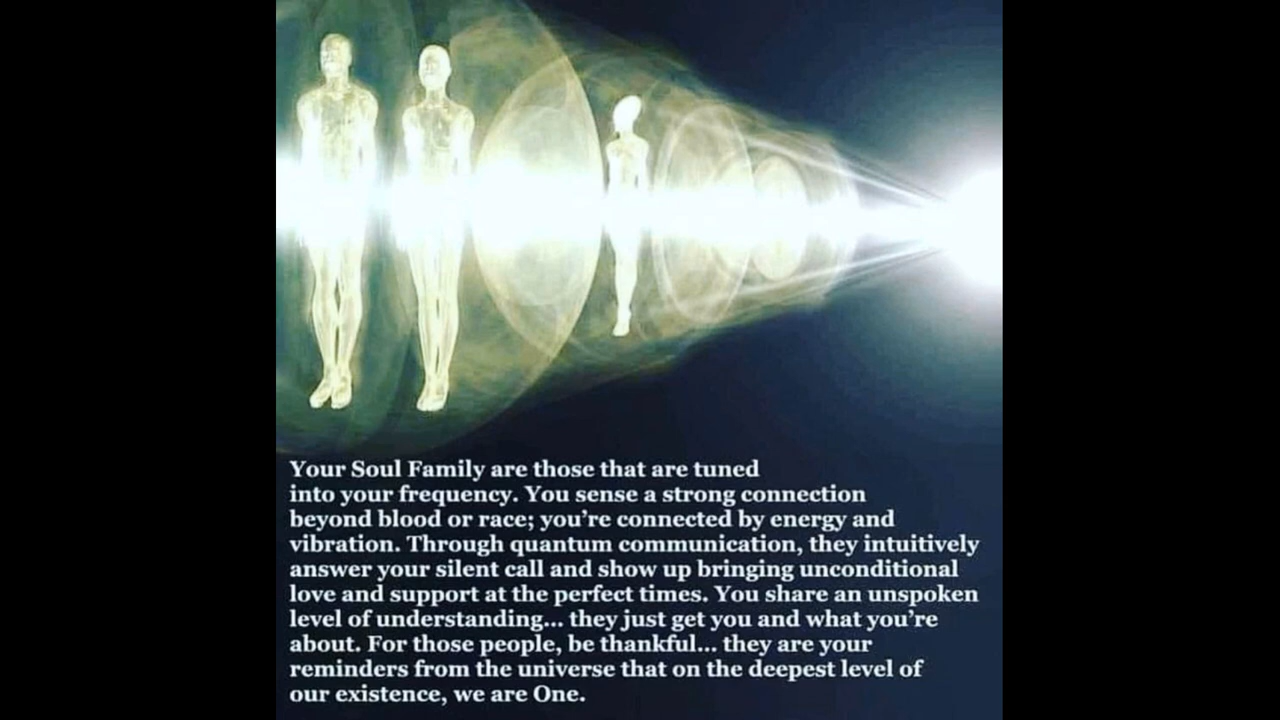 Your Soul Family are those that are tuned
into your frequency. You sense a strong connection
beyond blood or race; you’re connected by energy and
vibration. Through quantum communication, they intuitively
answer your silent call and show up bringing unconditional
love and support at the perfect times. You share an unspoken
level of understanding... they just get you and what you’re
about. For those people, be thankful... they are your
reminders from the universe that on the deepest level of
our existence, we are One.